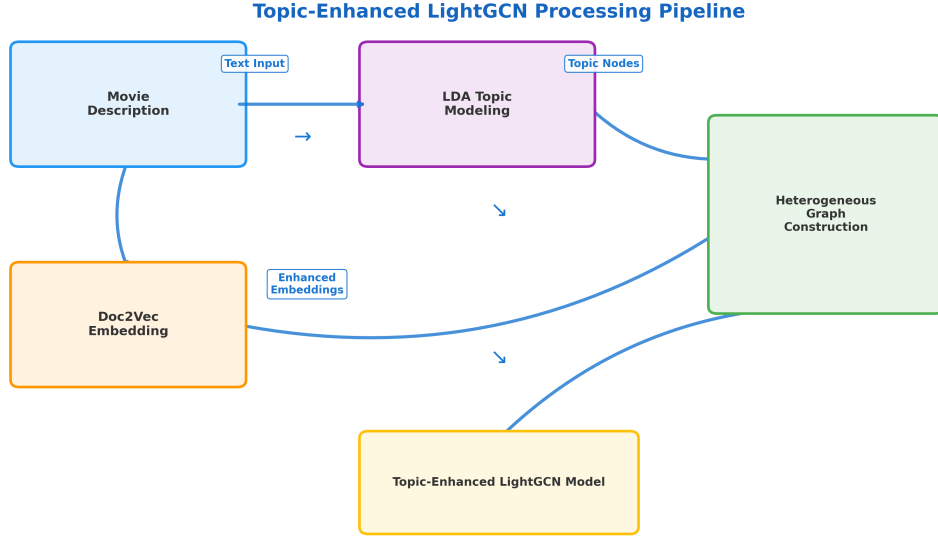 Topic-Enhanced LightGCN Processing Pipeline
Text Input
Topic Nodes
Movie
Description
LDA Topic
Modeling
→
Heterogeneous
Graph
Construction
↘
Enhanced
Embeddings
Doc2Vec
Embedding
↘
Topic-Enhanced LightGCN Model